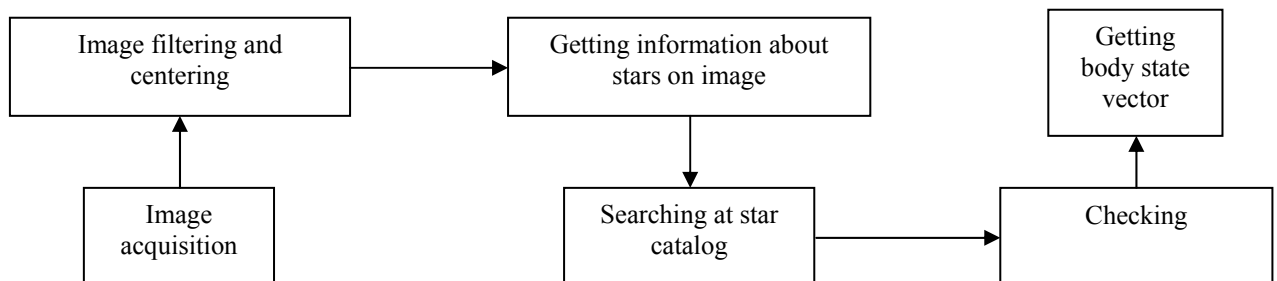 Image filtering and
centering
Getting information about
stars on image
Getting
body state
vector
Image
acquisition
Searching at star
catalog
Checking